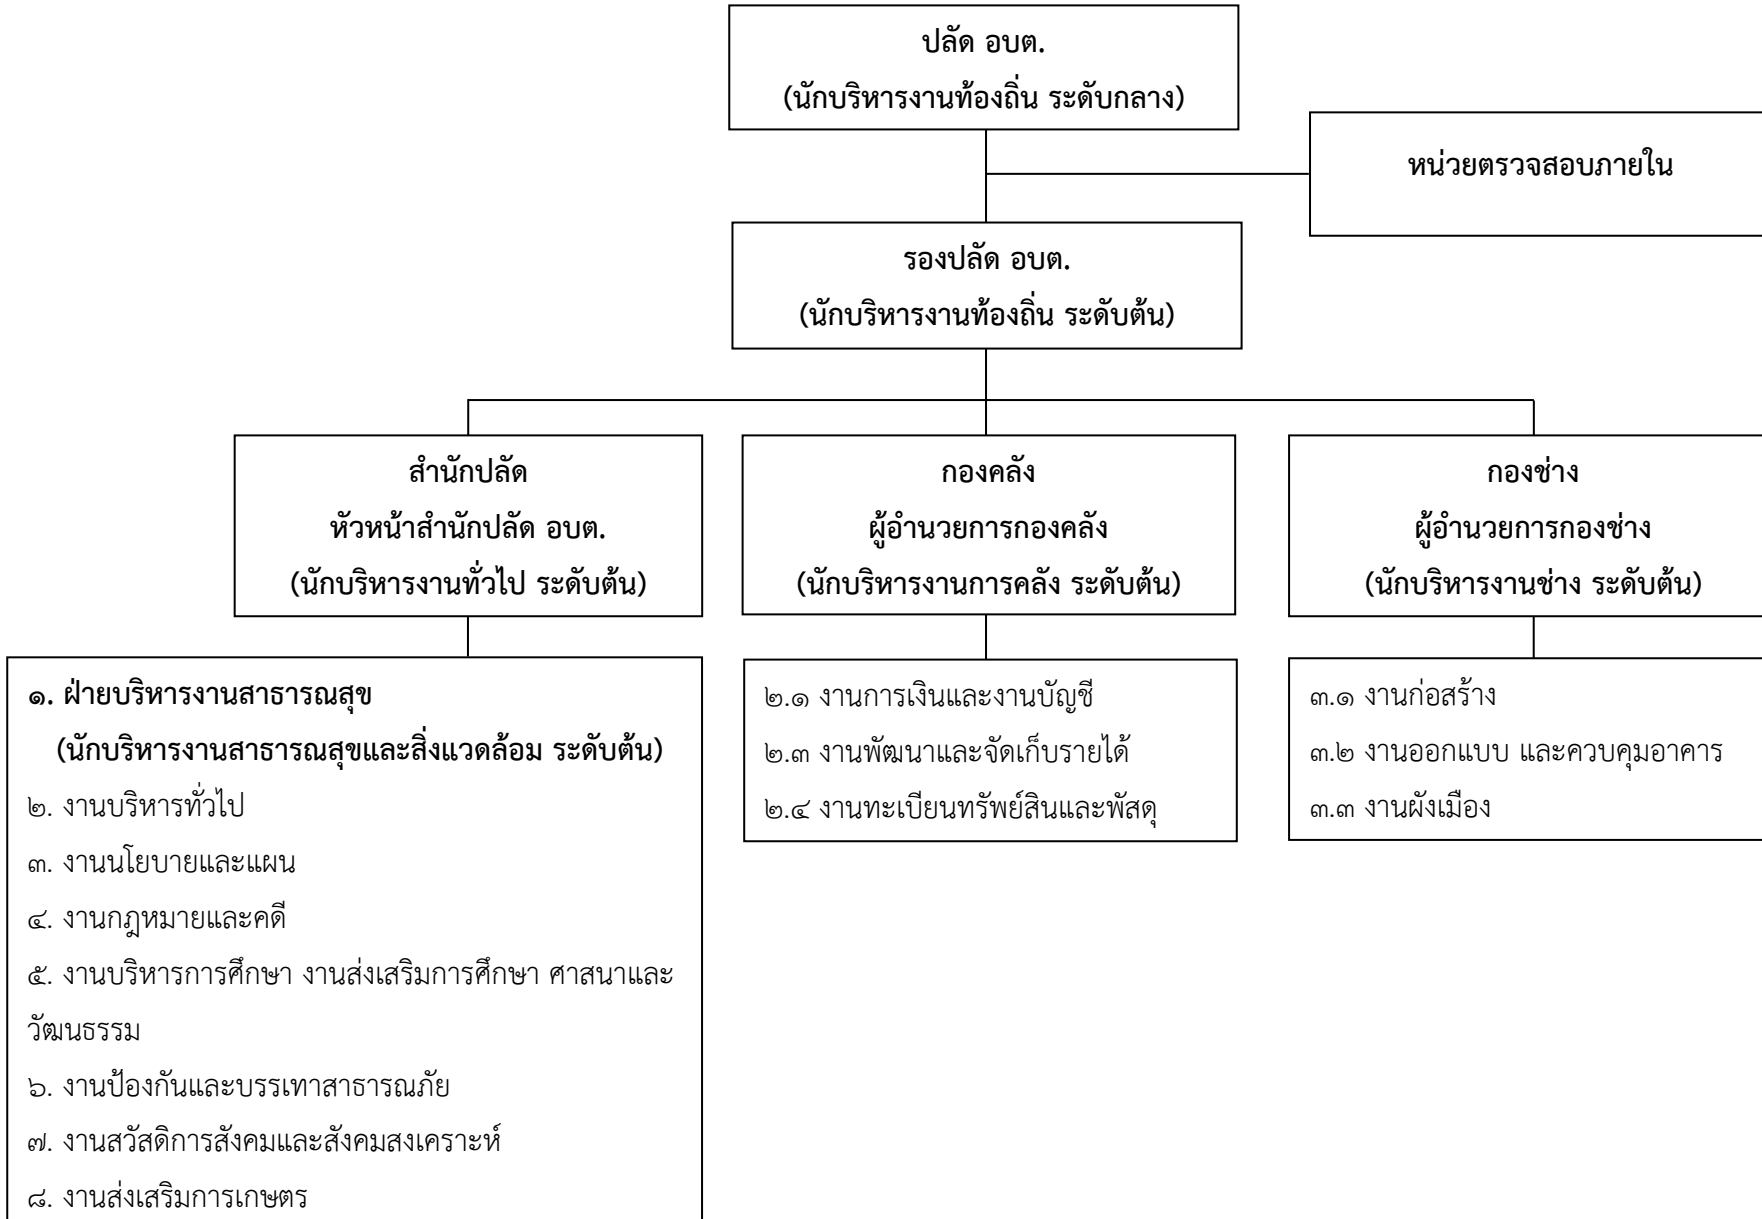 ปลัด อบต.
(นักบริหารงานท้องถิ่น ระดับกลาง)
หน่วยตรวจสอบภายใน
รองปลัด อบต.
(นักบริหารงานท้องถิ่น ระดับต้น)
สำนักปลัด
หัวหน้าสำนักปลัด อบต.
(นักบริหารงานทั่วไป ระดับต้น)
กองคลัง
ผู้อำนวยการกองคลัง
(นักบริหารงานการคลัง ระดับต้น)
กองช่าง
ผู้อำนวยการกองช่าง
(นักบริหารงานช่าง ระดับต้น)
๑. ฝ่ายบริหารงานสาธารณสุข
(นักบริหารงานสาธารณสุขและสิ่งแวดล้อม ระดับต้น)
๒. งานบริหารทั่วไป
๓. งานนโยบายและแผน
๔. งานกฎหมายและคดี
๕. งานบริหารการศึกษา งานส่งเสริมการศึกษา ศาสนาและ
วัฒนธรรม
๖. งานป้องกันและบรรเทาสาธารณภัย
๗. งานสวัสดิการสังคมและสังคมสงเคราะห์
๘. งานส่งเสริมการเกษตร
๒.๑ งานการเงินและงานบัญชี
๒.๓ งานพัฒนาและจัดเก็บรายได้
๒.๔ งานทะเบียนทรัพย์สินและพัสดุ
๓.๑ งานก่อสร้าง
๓.๒ งานออกแบบ และควบคุมอาคาร
๓.๓ งานผังเมือง